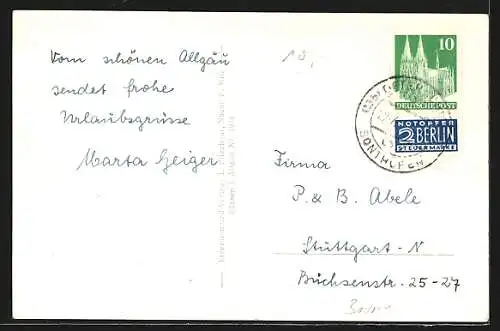 Vom schönen Allgäu
sendet frohe
Urlaubsgrüsse
Marta Geiger
10
DEUTSCHE POST
NOTOPFER
2 BERLIN
STEUERMARKE
SONTHOFEN
Firma
P. & B. Abele
Stuttgart-N
Büchsenstr. 25-27